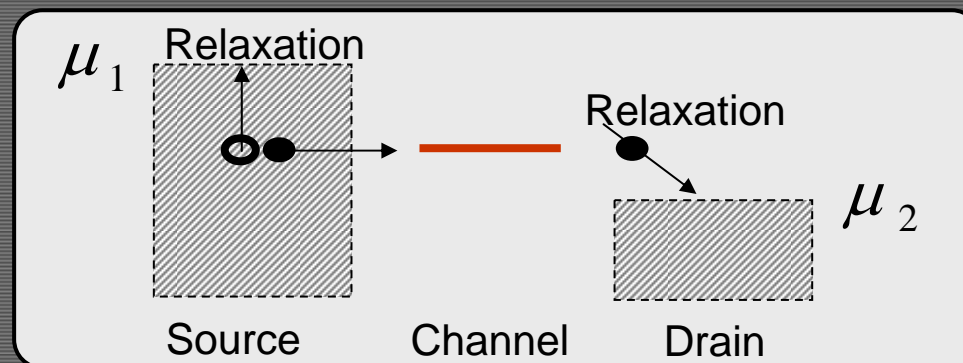 Relaxation
μ1
Relaxation
μ2
Source Channel Drain